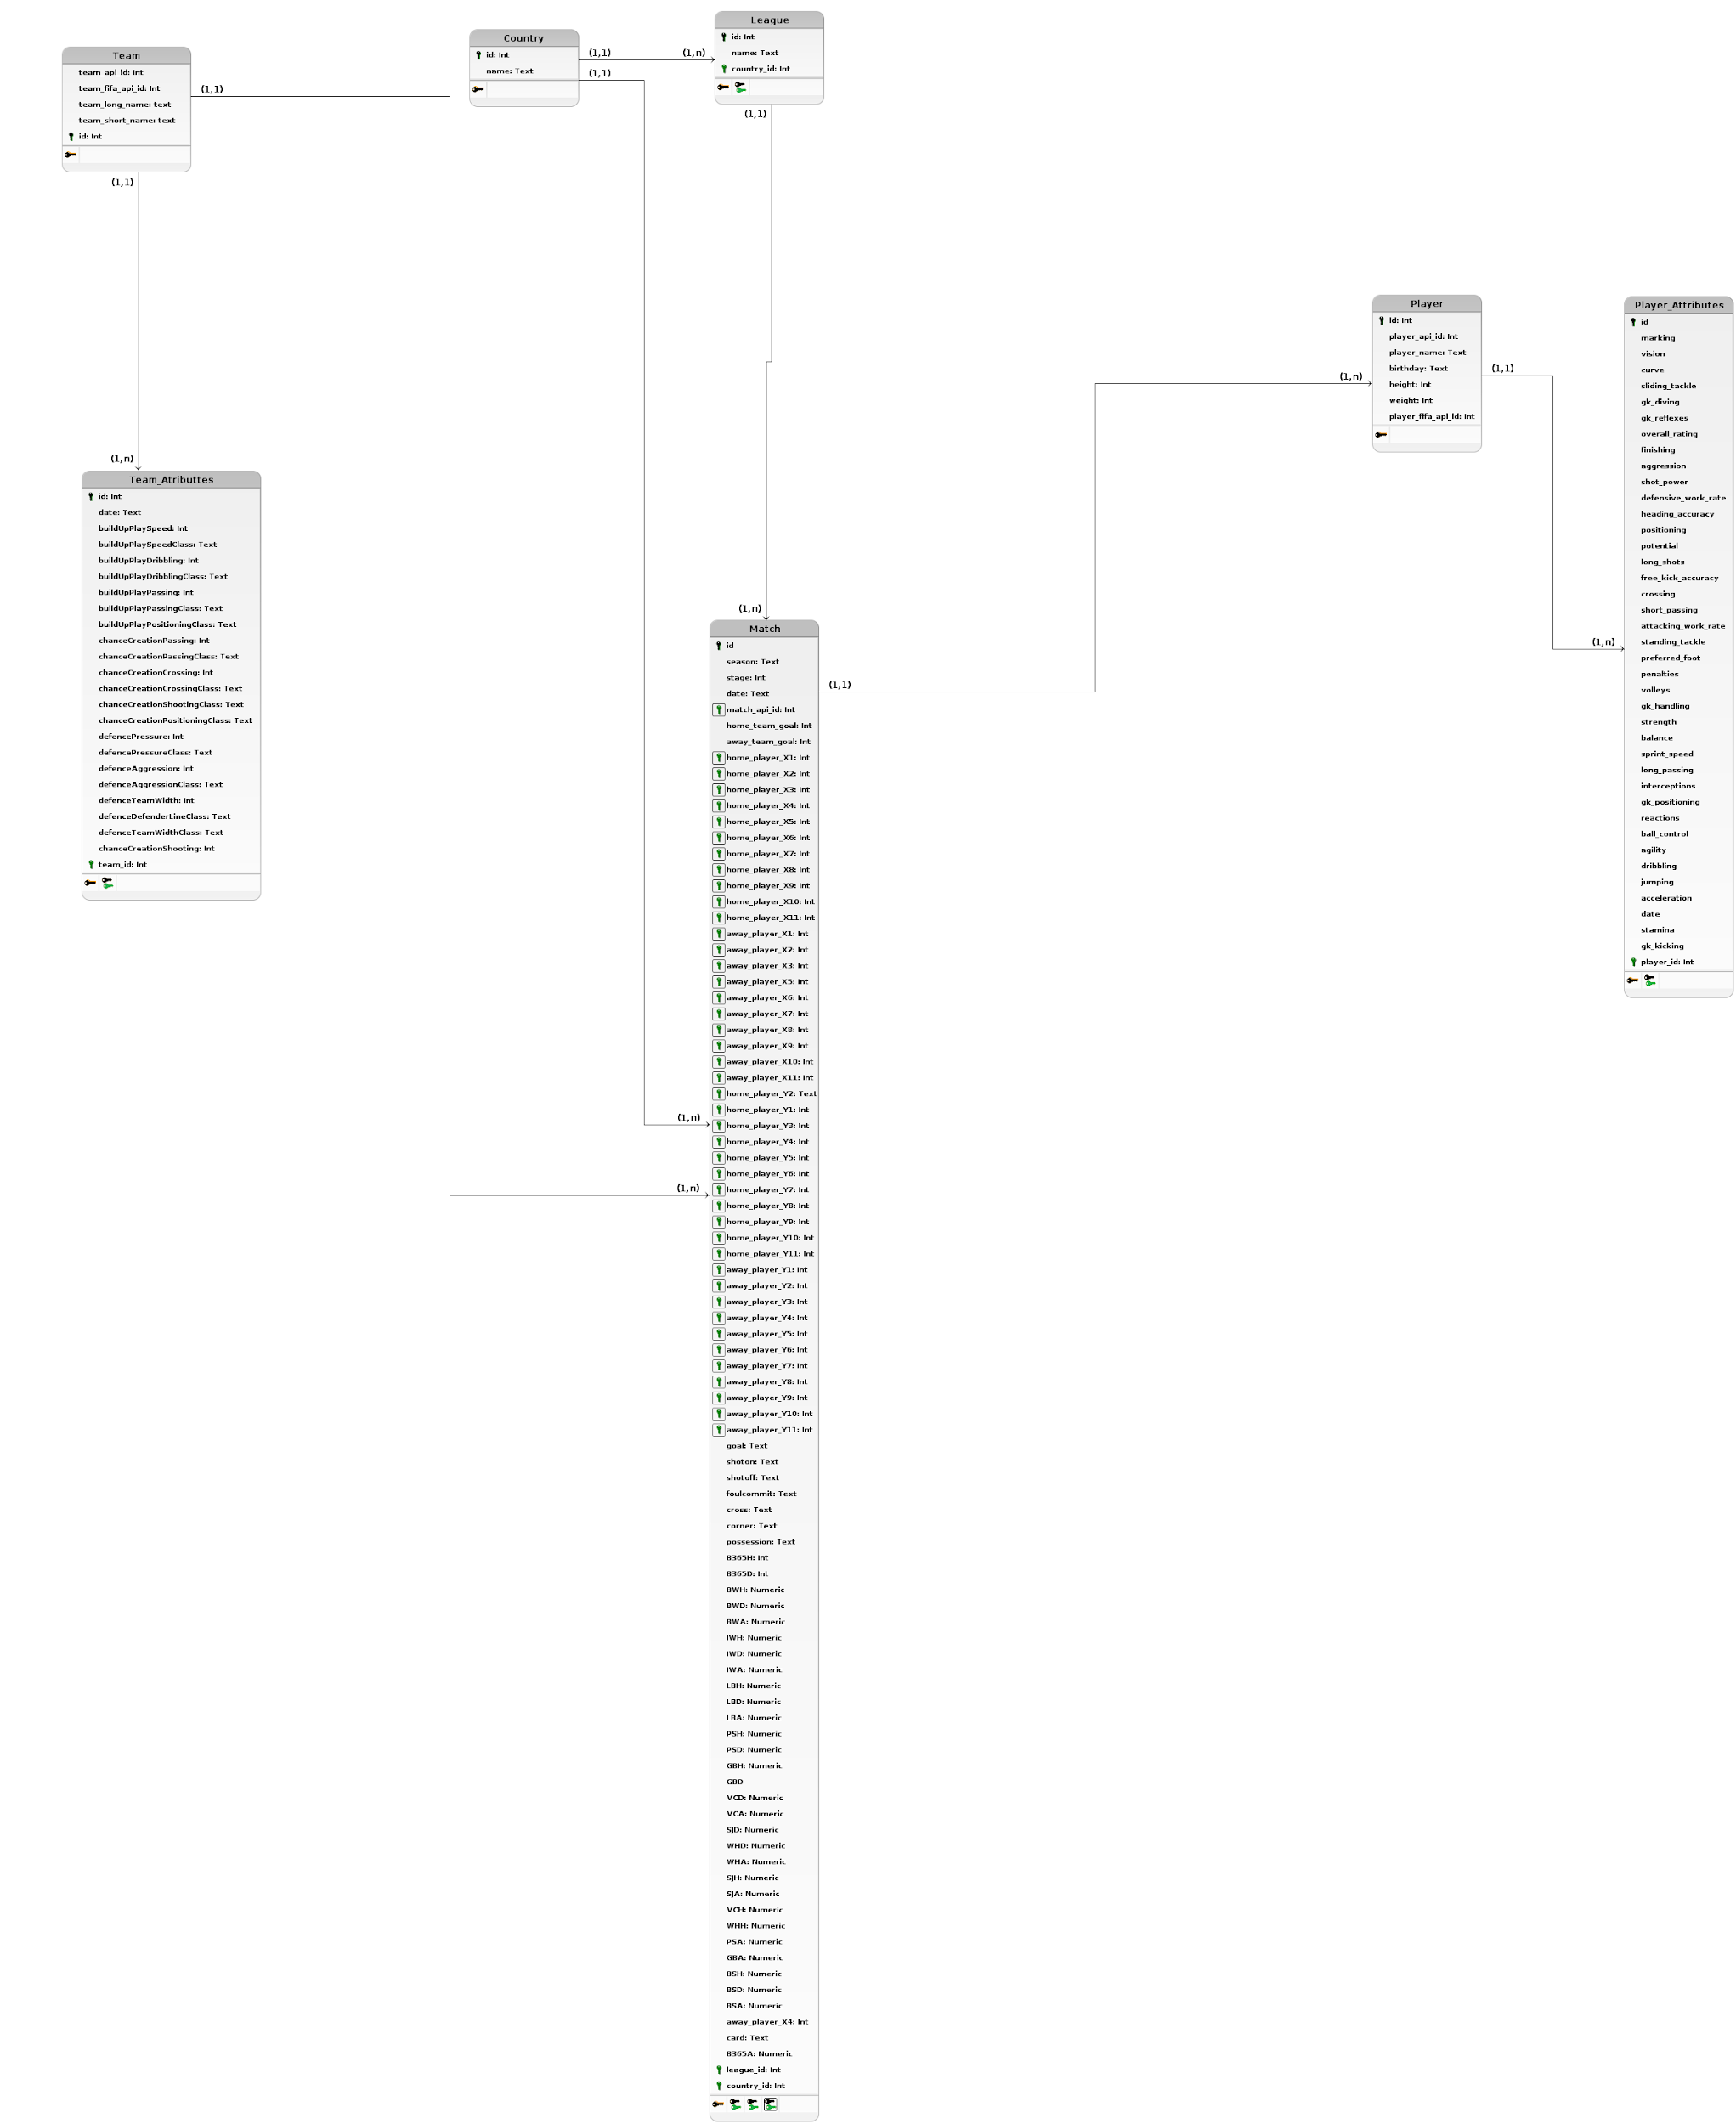 League
id: Int
name: Text
country_id: Int
(1,1)
Country
id: Int
name: Text
(1,1)
(1,n)
(1,1)
Team
team_api_id: Int
team_fifa_api_id: Int
team_long_name: text
team_short_name: text
id: Int
(1,1)
(1,1)
(1,n)
Team_Atributtes
id: Int
date: Text
buildUpPlaySpeed: Int
buildUpPlaySpeedClass: Text
buildUpPlayDribbling: Int
buildUpPlayDribblingClass: Text
buildUpPlayPassing: Int
buildUpPlayPassingClass: Text
buildUpPlayPositioningClass: Text
chanceCreationPassing: Int
chanceCreationPassingClass: Text
chanceCreationCrossing: Int
chanceCreationCrossingClass: Text
chanceCreationShootingClass: Text
chanceCreationPositioningClass: Text
defencePressure: Int
defencePressureClass: Text
defenceAggression: Int
defenceAggressionClass: Text
defenceTeamWidth: Int
defenceDefenderLineClass: Text
defenceTeamWidthClass: Text
chanceCreationShooting: Int
team_id: Int
Player
id: Int
player_api_id: Int
player_name: Text
birthday: Text
height: Int
weight: Int
player_fifa_api_id: Int
(1,n)
(1,1)
(1,n)
Player_Attributes
id
marking
vision
curve
sliding_tackle
gk_diving
gk_reflexes
overall_rating
finishing
aggression
shot_power
defensive_work_rate
heading_accuracy
positioning
potential
long_shots
free_kick_accuracy
crossing
short_passing
attacking_work_rate
standing_tackle
preferred_foot
penalties
volleys
gk_handling
strength
balance
sprint_speed
long_passing
interceptions
gk_positioning
reactions
ball_control
agility
dribbling
jumping
acceleration
date
stamina
gk_kicking
player_id: Int
(1,n)
(1,1)
(1,n)
(1,n)
Match
id
season: Text
stage: Int
date: Text
match_api_id: Int
home_team_goal: Int
away_team_goal: Int
home_player_X1: Int
home_player_X2: Int
home_player_X3: Int
home_player_X4: Int
home_player_X5: Int
home_player_X6: Int
home_player_X7: Int
home_player_X8: Int
home_player_X9: Int
home_player_X10: Int
home_player_X11: Int
away_player_X1: Int
away_player_X2: Int
away_player_X3: Int
away_player_X5: Int
away_player_X6: Int
away_player_X7: Int
away_player_X8: Int
away_player_X9: Int
away_player_X10: Int
away_player_X11: Int
home_player_Y2: Text
home_player_Y1: Int
home_player_Y3: Int
home_player_Y4: Int
home_player_Y5: Int
home_player_Y6: Int
home_player_Y7: Int
home_player_Y8: Int
home_player_Y9: Int
home_player_Y10: Int
home_player_Y11: Int
away_player_Y1: Int
away_player_Y2: Int
away_player_Y3: Int
away_player_Y4: Int
away_player_Y5: Int
away_player_Y6: Int
away_player_Y7: Int
away_player_Y8: Int
away_player_Y9: Int
away_player_Y10: Int
away_player_Y11: Int
goal: Text
shoton: Text
shotoff: Text
foulcommit: Text
cross: Text
corner: Text
possession: Text
B365H: Int
B365D: Int
BWH: Numeric
BWD: Numeric
BWA: Numeric
IWH: Numeric
IWD: Numeric
IWA: Numeric
LBH: Numeric
LBD: Numeric
LBA: Numeric
PSH: Numeric
PSD: Numeric
GBH: Numeric
GBD
VCD: Numeric
VCA: Numeric
SJD: Numeric
WHD: Numeric
WHA: Numeric
SJH: Numeric
SJA: Numeric
VCH: Numeric
WHH: Numeric
PSA: Numeric
GBA: Numeric
BSH: Numeric
BSD: Numeric
BSA: Numeric
away_player_X4: Int
card: Text
B365A: Numeric
league_id: Int
country_id: Int